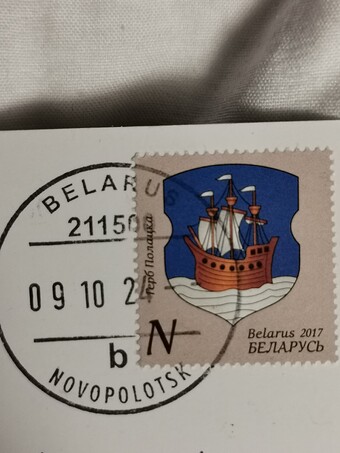 BELARUS
21150
09 10 2
b
NOVOPOLOTSK
Герб Полацка
N
Belarus 2017
БЕЛАРУСЬ